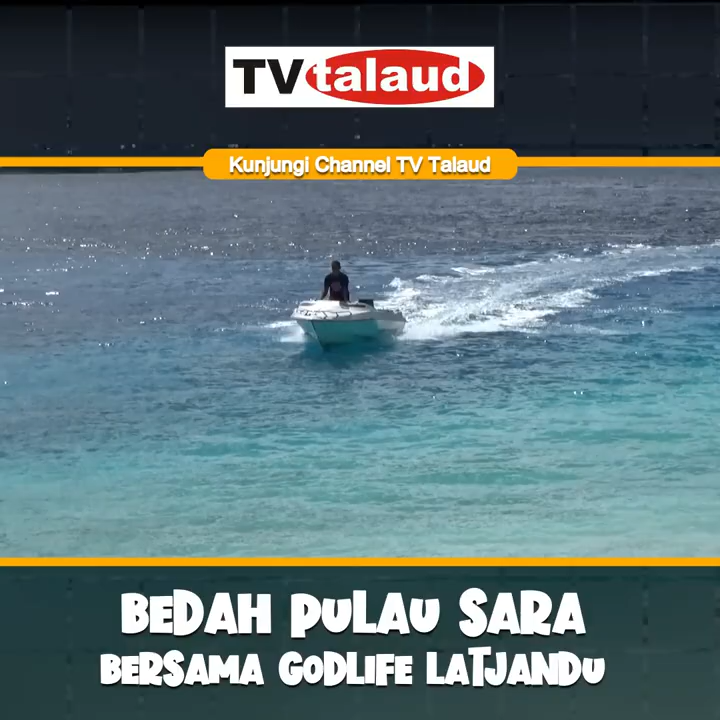 TVtalaud
Kunjungi Channel TV Talaud
BEDAH PULAU SARA
BERSAMA GODLIFE LATJANDU